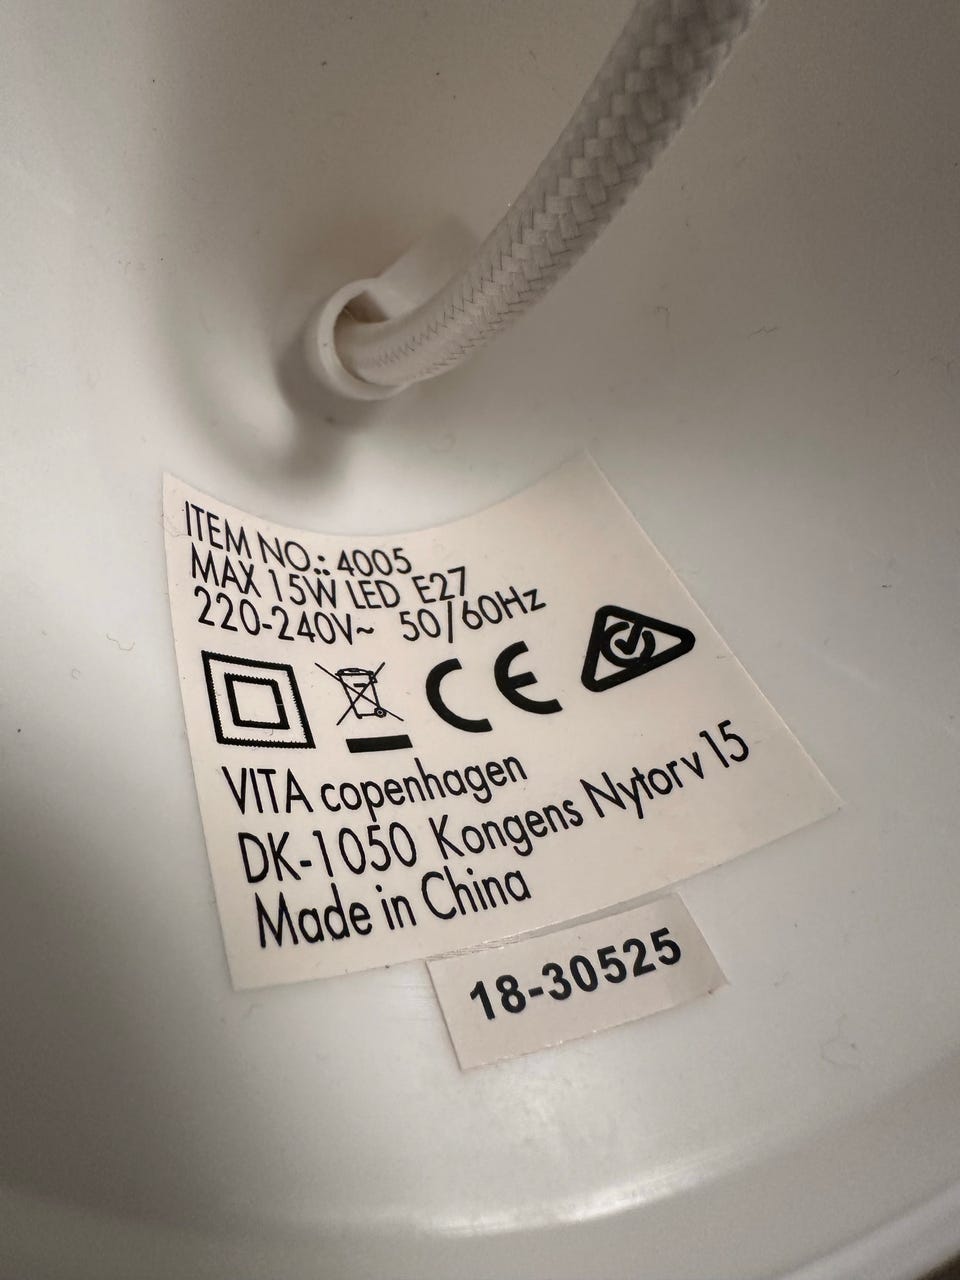 ITEM NO.: 4005
MAX 15W LED E27
220-240V~ 50/60Hz
CE
VITA copenhagen
DK-1050 Kongens Nytorv 15
Made in China
18-30525